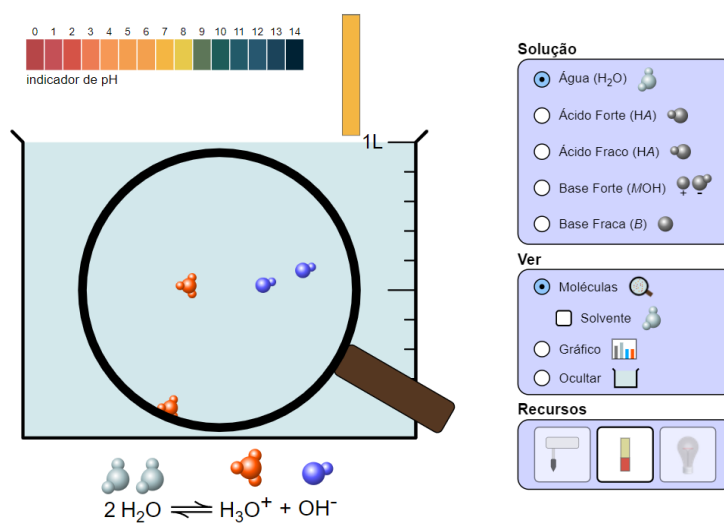 0 1 2 3 4 5 6 7 8 9 10 11 12 13 14
indicador de pH
1L
2 H₂O ⇌ H₃O⁺ + OH⁻
Solução
Água (H₂O)
Ácido Forte (HA)
Ácido Fraco (HA)
Base Forte (MOH)
+ -
Base Fraca (B)
Ver
Moléculas
Solvente
Gráfico
Ocultar
Recursos